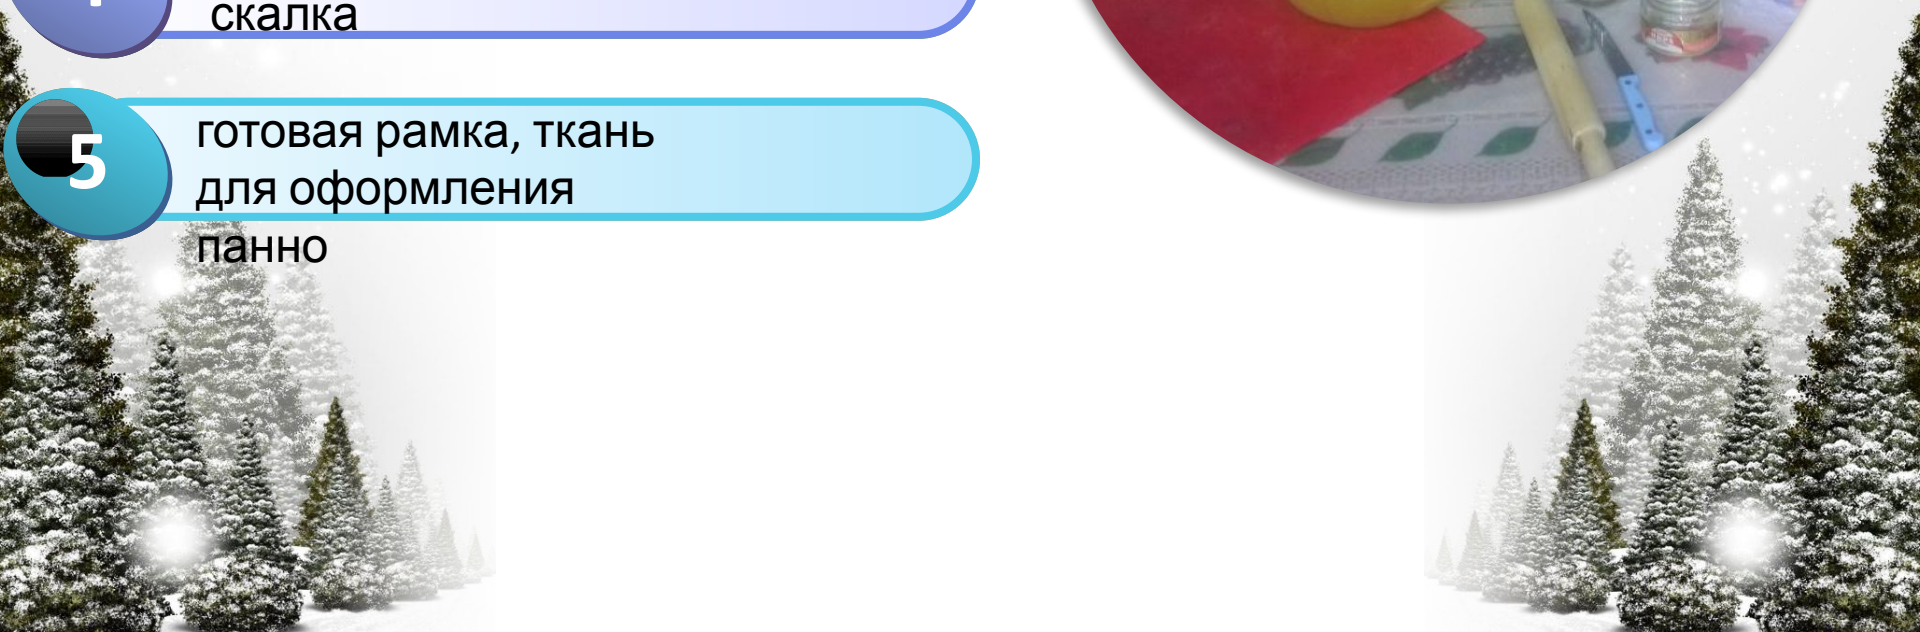 скалка
5
готовая рамка, ткань
для оформления
панно